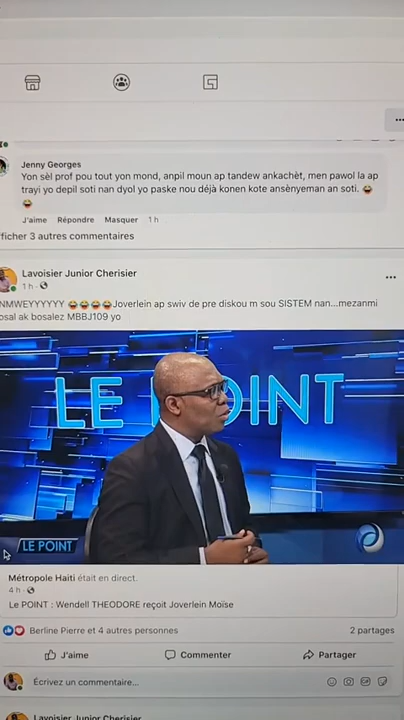 Jenny Georges
Yon sèl prof pou tout yon mond, anpil moun ap tandew ankachèt, men pawol la ap
trayi yo depil soti nan dyol yo paske nou déjà konen kote ansènyeman an soti. 😂
😂
J'aime Répondre Masquer 1 h
ficher 3 autres commentaires
Lavoisier Junior Cherisier
1 h
NMWEYYYYYY 😂😂😂😂Joverlein ap swiv de pre diskou m sou SISTEM nan...mezanmi
osal ak bosalez MBBJ109 yo
LE POINT
LE POINT
Métropole Haiti était en direct.
4 h
Le POINT : Wendell THEODORE reçoit Joverlein Moïse
Berline Pierre et 4 autres personnes 2 partages
J'aime Commenter Partager
Écrivez un commentaire...
Lavoisier Junior Cherisier